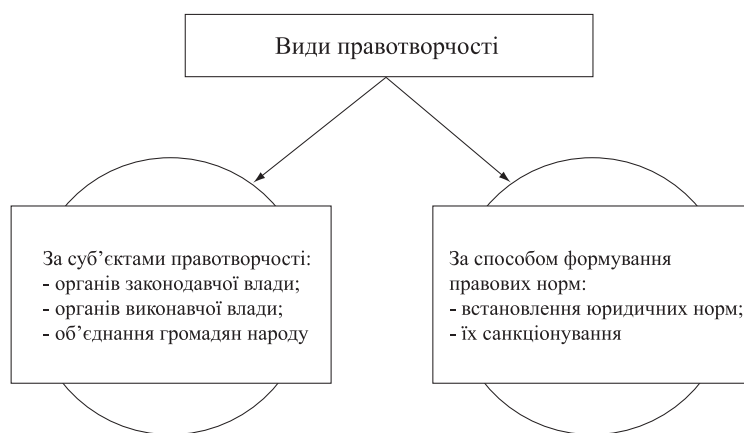 Види правотворчості
За суб’єктами правотворчості:
- органів законодавчої влади;
- органів виконавчої влади;
- об’єднання громадян народу
За способом формування
правових норм:
- встановлення юридичних норм;
- їх санкціонування